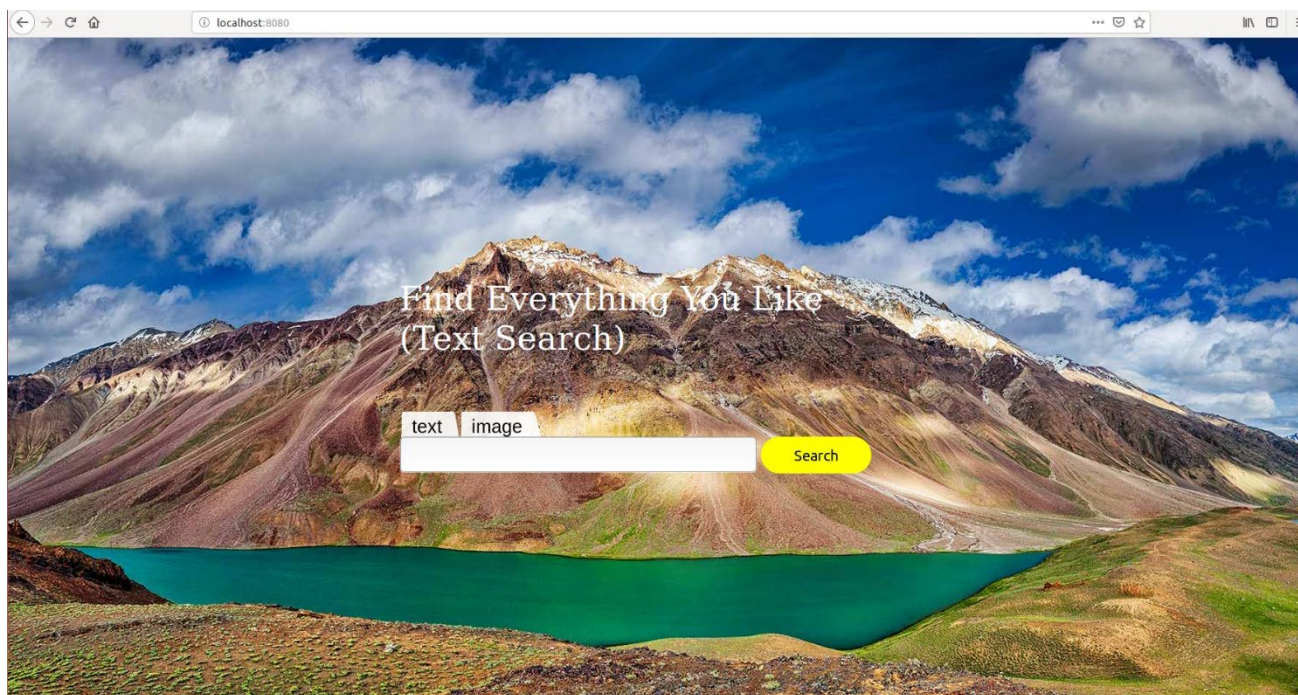 localhost:8080
Find Everything You Like
(Text Search)
text image
Search